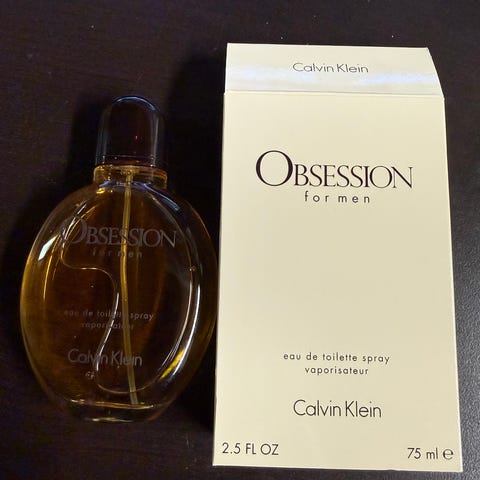 OBSESSION
for men
eau de toilette spray
vaporisateur
Calvin Klein
Calvin Klein
OBSESSION
for men
eau de toilette spray
vaporisateur
Calvin Klein
2.5 FL OZ
75 ml ℮